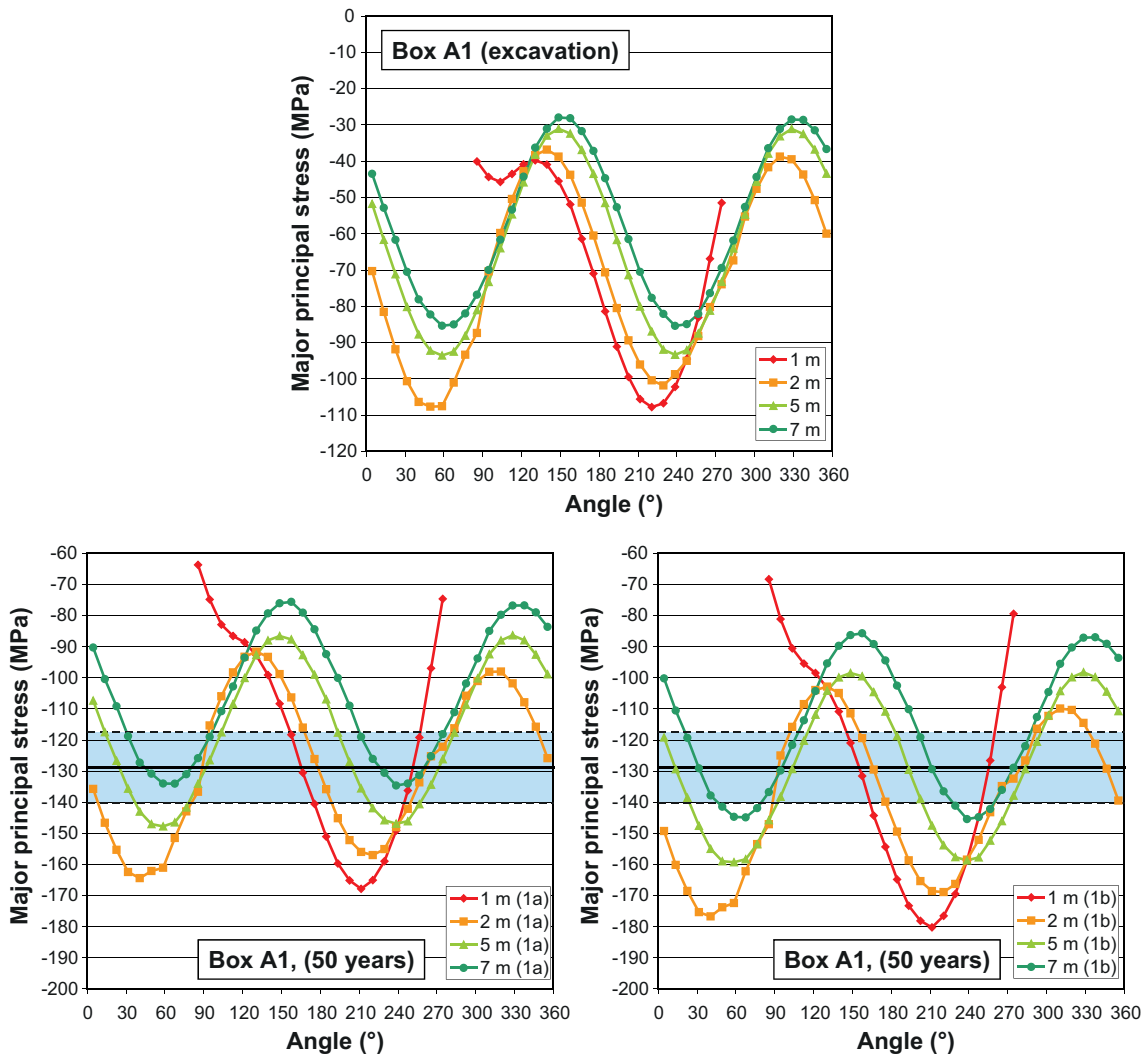 Major principal stress (MPa)
0
-10
-20
-30
-40
-50
-60
-70
-80
-90
-100
-110
-120
Box A1 (excavation)
1 m
2 m
5 m
7 m
0 30 60 90 120 150 180 210 240 270 300 330 360
Angle (°)
Major principal stress (MPa)
-60
-70
-80
-90
-100
-110
-120
-130
-140
-150
-160
-170
-180
-190
-200
1 m (1a)
2 m (1a)
5 m (1a)
7 m (1a)
Box A1, (50 years)
0 30 60 90 120 150 180 210 240 270 300 330 360
Angle (°)
Major principal stress (MPa)
-60
-70
-80
-90
-100
-110
-120
-130
-140
-150
-160
-170
-180
-190
-200
1 m (1b)
2 m (1b)
5 m (1b)
7 m (1b)
Box A1, (50 years)
0 30 60 90 120 150 180 210 240 270 300 330 360
Angle (°)